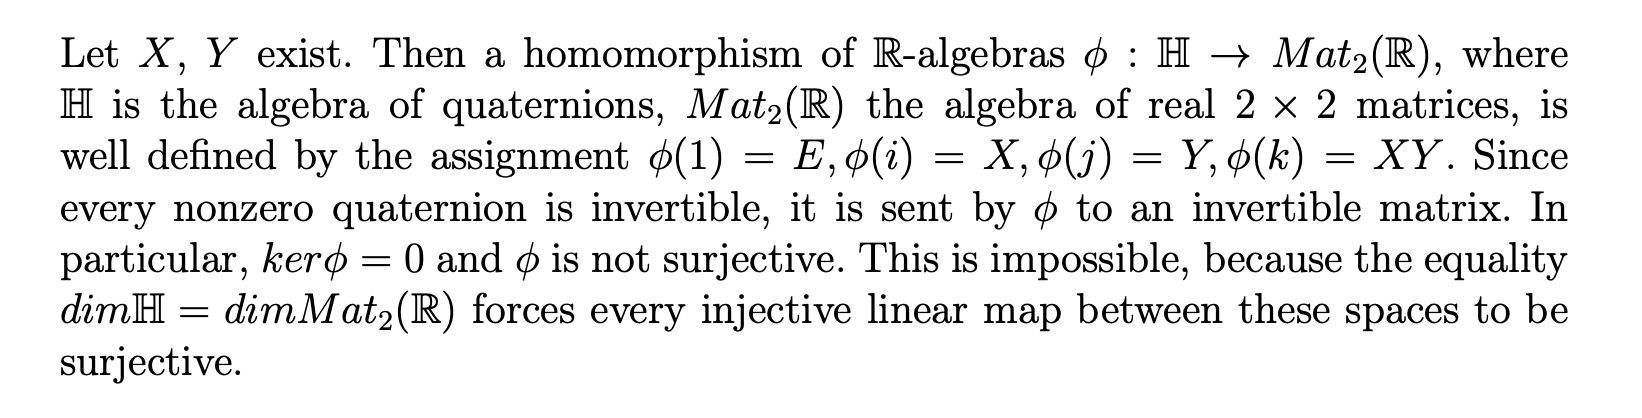 Let X, Y exist. Then a homomorphism of ℝ-algebras ϕ : ℍ → Mat₂(ℝ), where
ℍ is the algebra of quaternions, Mat₂(ℝ) the algebra of real 2 × 2 matrices, is
well defined by the assignment ϕ(1) = E, ϕ(i) = X, ϕ(j) = Y, ϕ(k) = XY. Since
every nonzero quaternion is invertible, it is sent by ϕ to an invertible matrix. In
particular, kerϕ = 0 and ϕ is not surjective. This is impossible, because the equality
dimℍ = dimMat₂(ℝ) forces every injective linear map between these spaces to be
surjective.